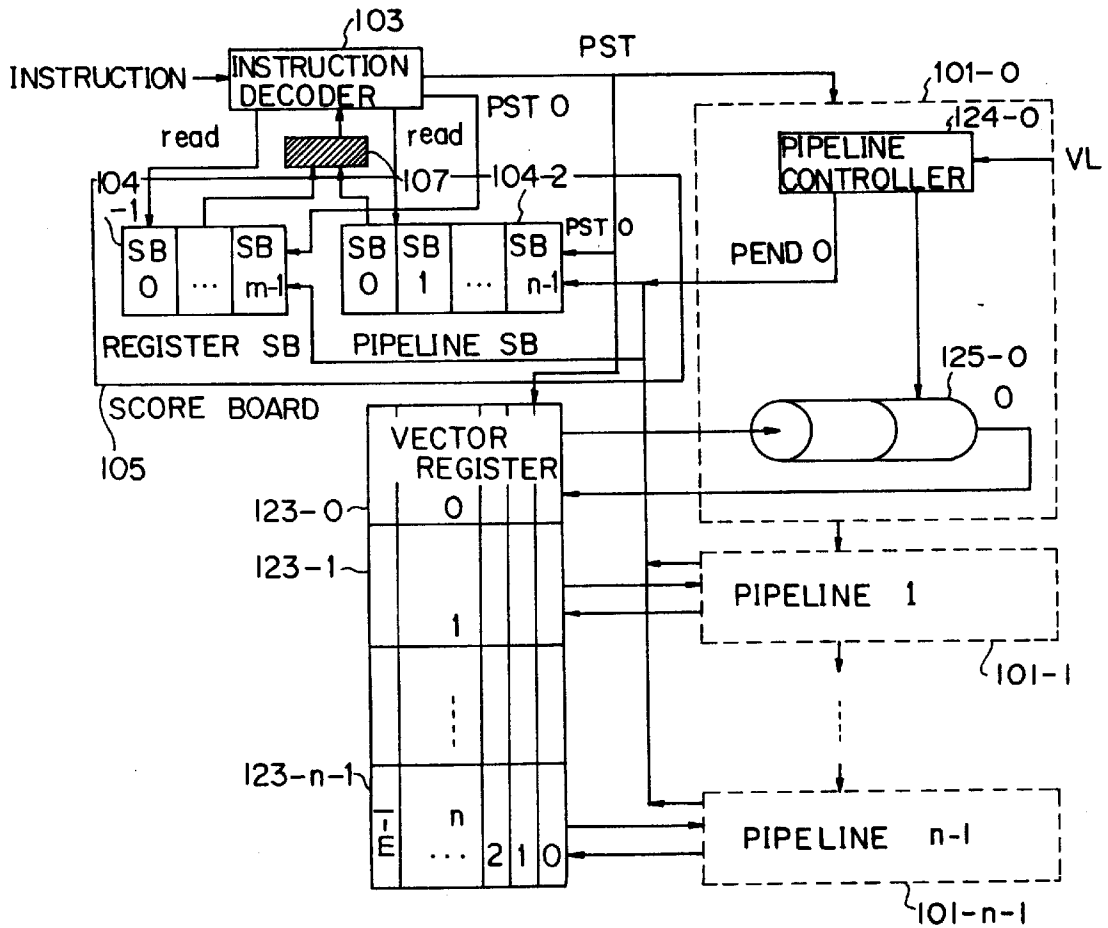 103
PST
INSTRUCTION
INSTRUCTION
DECODER
101-0
PST 0
124-0
read
read
PIPELINE
CONTROLLER
VL
104
-1
107
104-2
PST 0
SB
0
...
SB
m-1
SB
0
SB
1
...
SB
n-1
PEND 0
REGISTER SB
PIPELINE SB
125-0
0
SCORE BOARD
105
VECTOR
REGISTER
123-0
0
123-1
PIPELINE 1
1
101-1
123-n-1
n
m-1
...
2
1
0
PIPELINE n-1
101-n-1